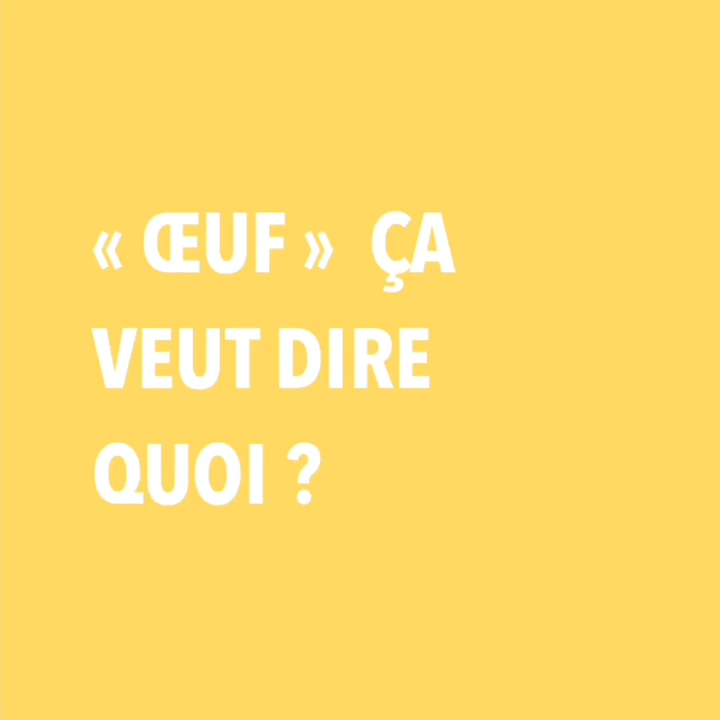 « ŒUF » ÇA
VEUT DIRE
QUOI ?